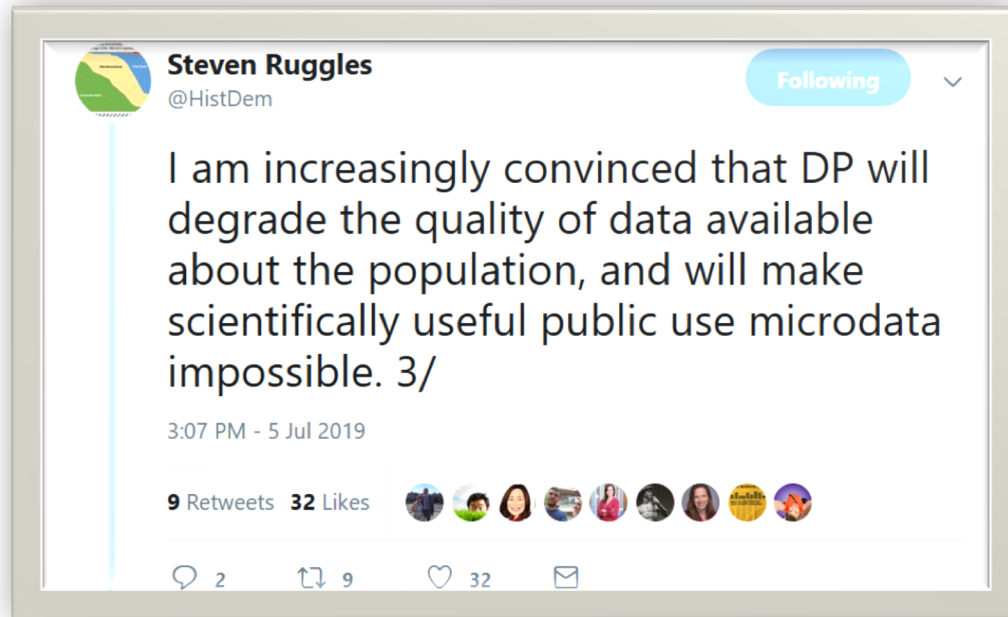 Steven Ruggles
@HistDem
Following
I am increasingly convinced that DP will
degrade the quality of data available
about the population, and will make
scientifically useful public use microdata
impossible. 3/
3:07 PM - 5 Jul 2019
9 Retweets 32 Likes
2 9 32